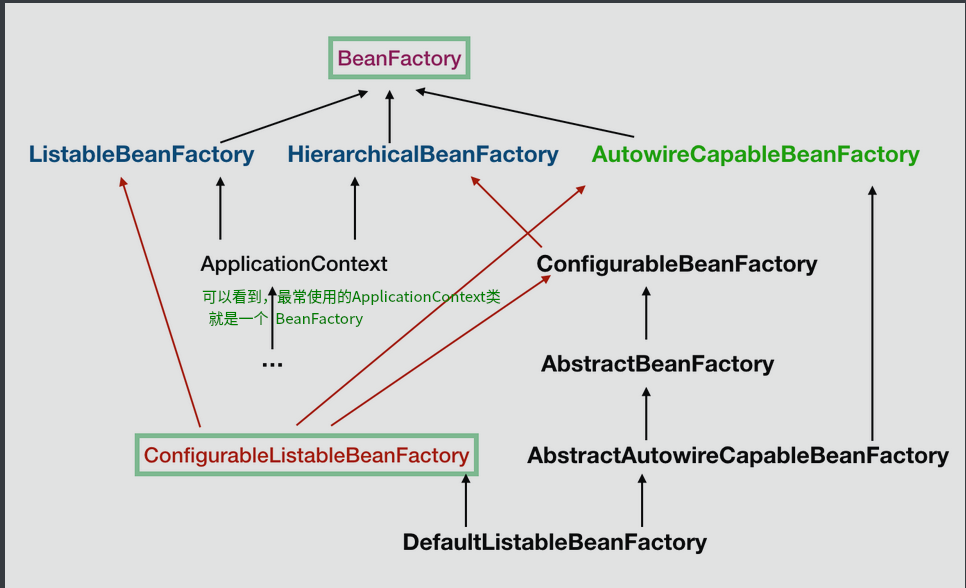 BeanFactory
ListableBeanFactory
HierarchicalBeanFactory
AutowireCapableBeanFactory
ApplicationContext
ConfigurableBeanFactory
可以看到，最常使用的ApplicationContext类
就是一个 BeanFactory
...
AbstractBeanFactory
ConfigurableListableBeanFactory
AbstractAutowireCapableBeanFactory
DefaultListableBeanFactory